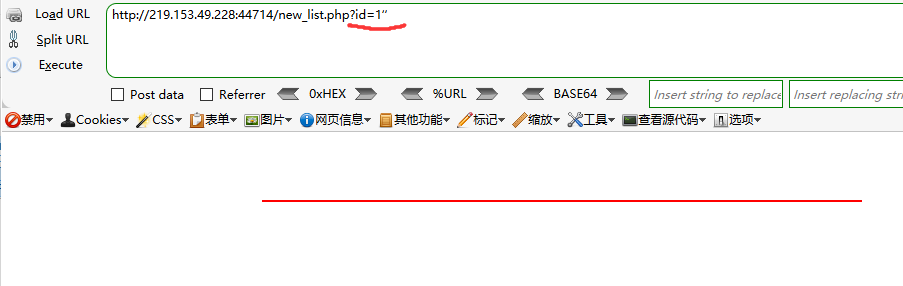 Load URL http://219.153.49.228:44714/new_list.php?id=1“
Split URL
Execute
Post data Referrer 0xHEX %URL BASE64 Insert string to replace Insert replacing stri
禁用 Cookies CSS 表单 图片 网页信息 其他功能 标记 缩放 工具 查看源代码 选项